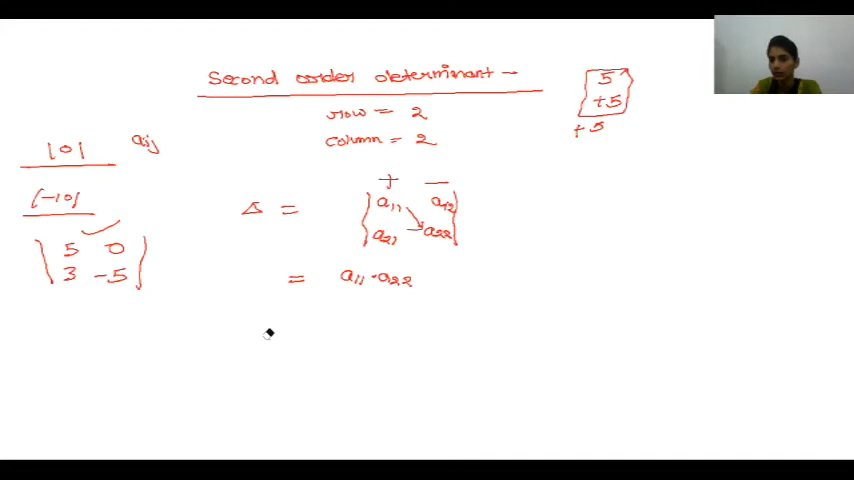 Second order determinant -
row = 2
column = 2
5
+5
+5
|0|
aij
|-10|
+ -
Δ = | a11 a12 |
| a21 a22 |
| 5 0 |
| 3 -5 |
= a11 · a22